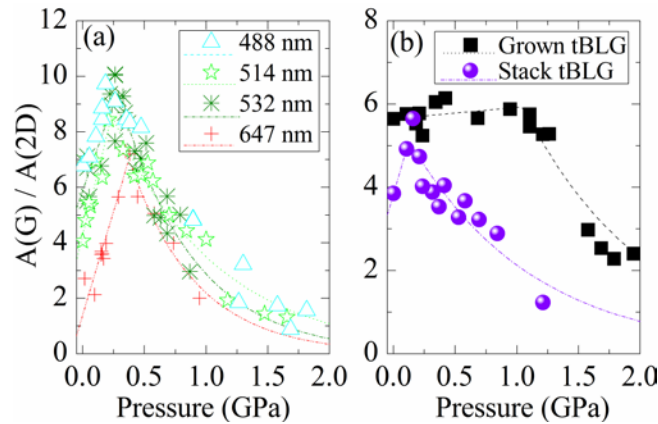 (a)
488 nm
514 nm
532 nm
647 nm
A(G) / A(2D)
12
10
8
6
4
2
0
0.0 0.5 1.0 1.5 2.0
Pressure (GPa)
(b)
Grown tBLG
Stack tBLG
8
6
4
2
0
0.0 0.5 1.0 1.5 2.0
Pressure (GPa)